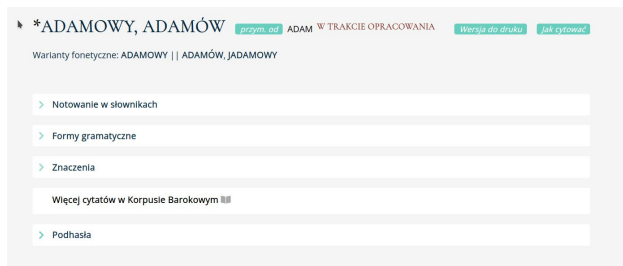 *ADAMOWY, ADAMÓW przym. od ADAM W TRAKCIE OPRACOWANIA Wersja do druku Jak cytować
Warianty fonetyczne: ADAMOWY || ADAMÓW, JADAMOWY
Notowanie w słownikach
Formy gramatyczne
Znaczenia
Więcej cytatów w Korpusie Barokowym
Podhasła